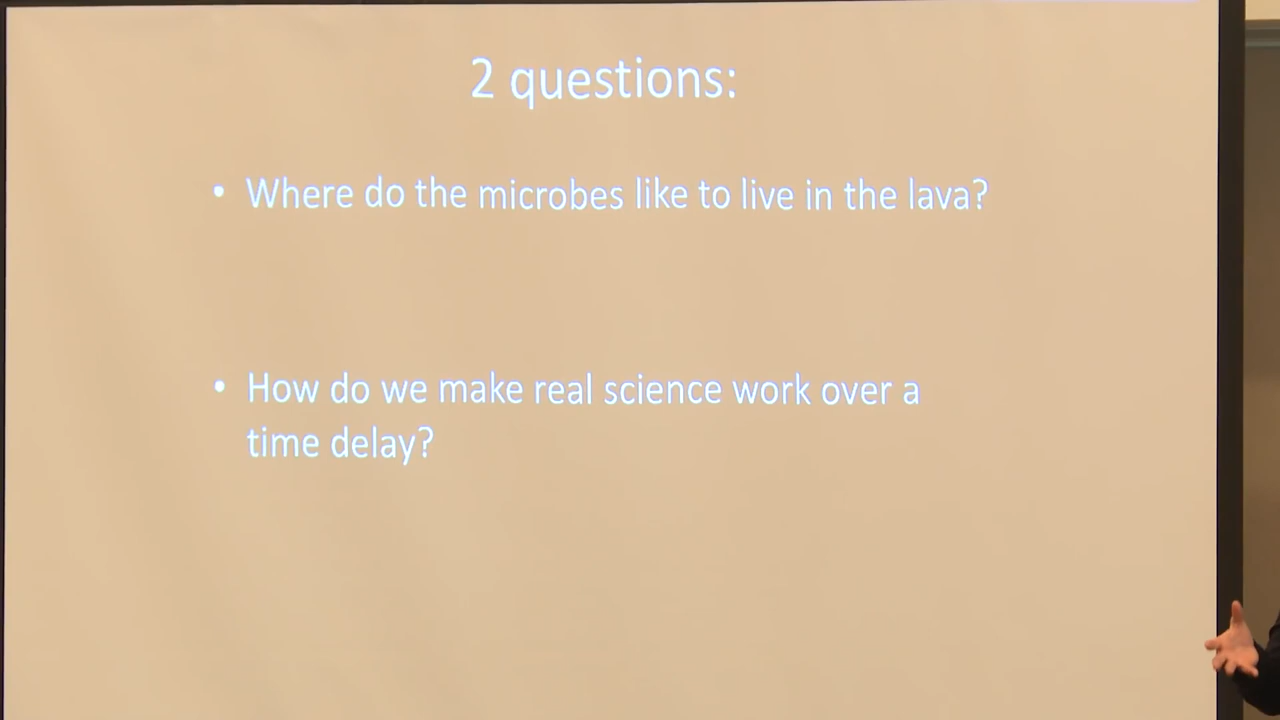 2 questions:
• Where do the microbes like to live in the lava?
• How do we make real science work over a
time delay?